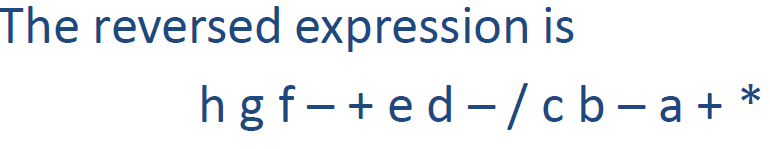 The reversed expression is
h g f – + e d – / c b – a + *